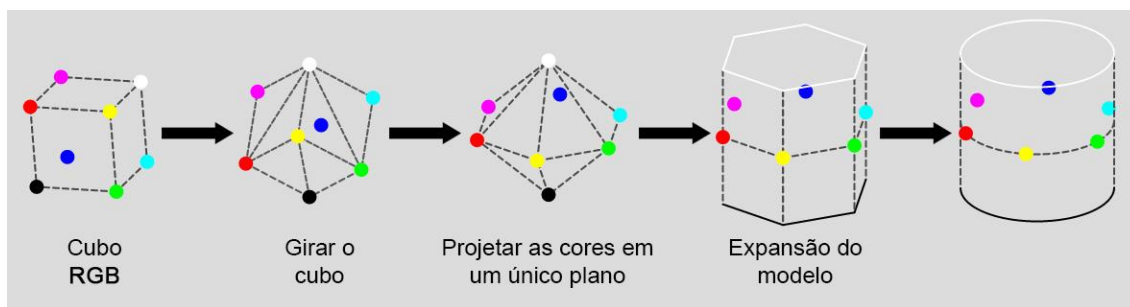 Cubo
RGB
Girar o
cubo
Projetar as cores em
um único plano
Expansão do
modelo